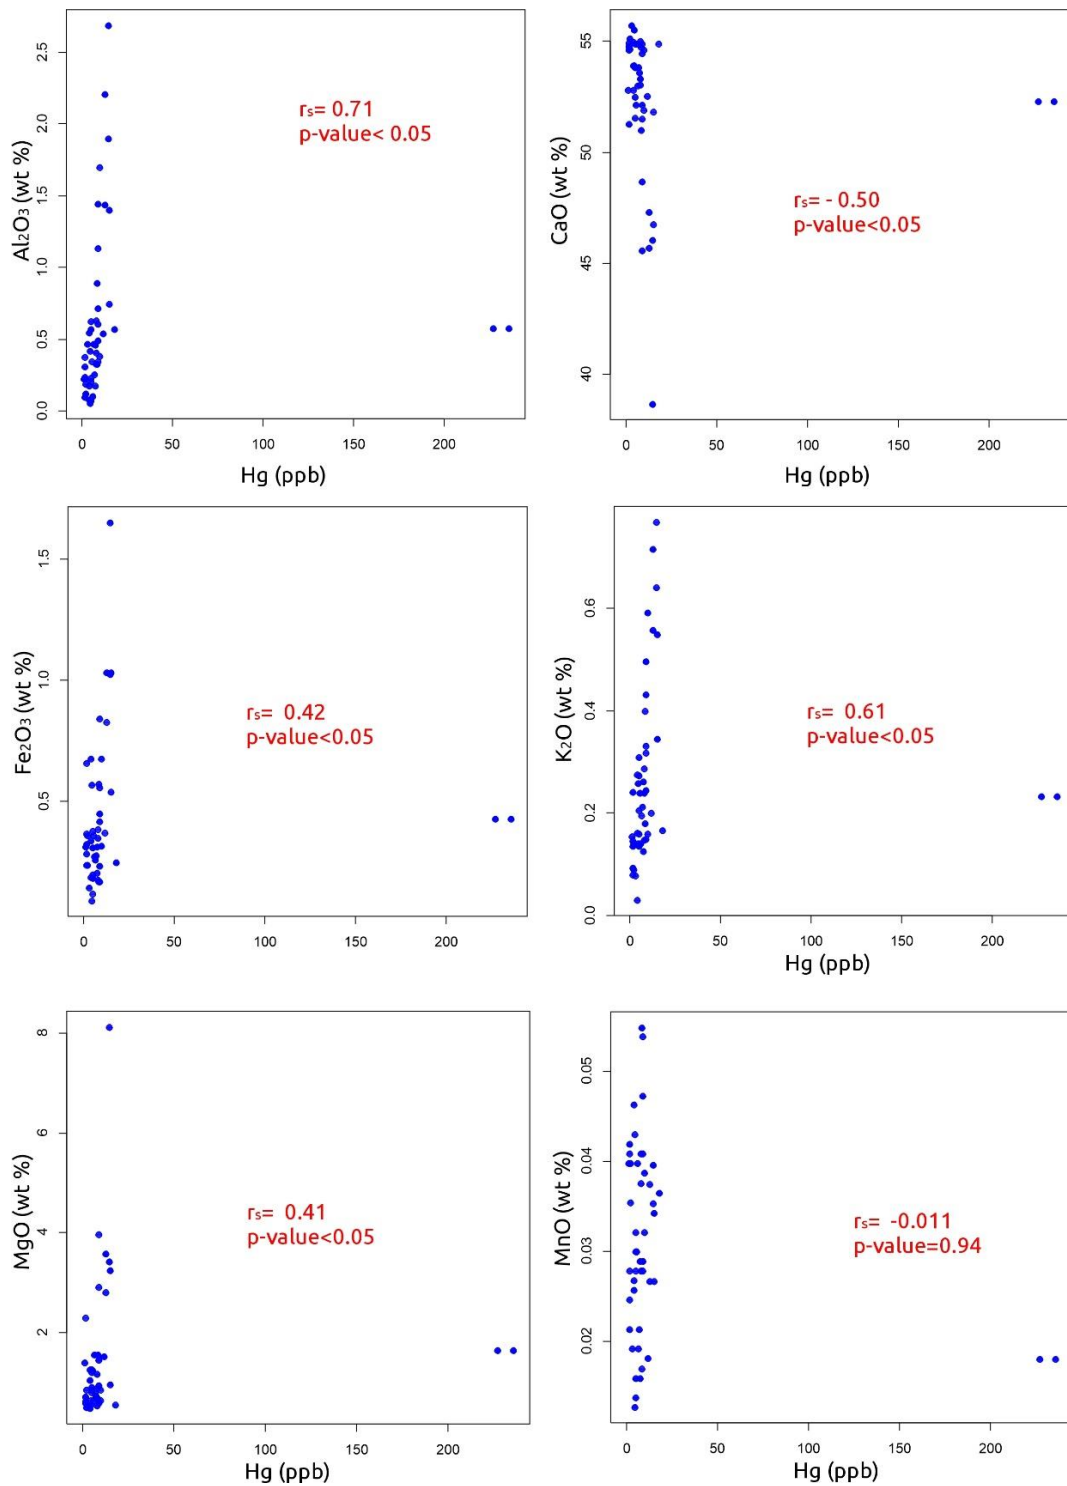 Al₂O₃ (wt %)
2.5
2.0
1.5
1.0
0.5
0.0
rₛ= 0.71
p-value< 0.05
0 50 100 150 200
Hg (ppb)
CaO (wt %)
55
50
45
40
rₛ= - 0.50
p-value<0.05
0 50 100 150 200
Hg (ppb)
Fe₂O₃ (wt %)
1.5
1.0
0.5
rₛ= 0.42
p-value<0.05
0 50 100 150 200
Hg (ppb)
K₂O (wt %)
0.6
0.4
0.2
0.0
rₛ= 0.61
p-value<0.05
0 50 100 150 200
Hg (ppb)
MgO (wt %)
8
6
4
2
rₛ= 0.41
p-value<0.05
0 50 100 150 200
Hg (ppb)
MnO (wt %)
0.05
0.04
0.03
0.02
rₛ= -0.011
p-value=0.94
0 50 100 150 200
Hg (ppb)